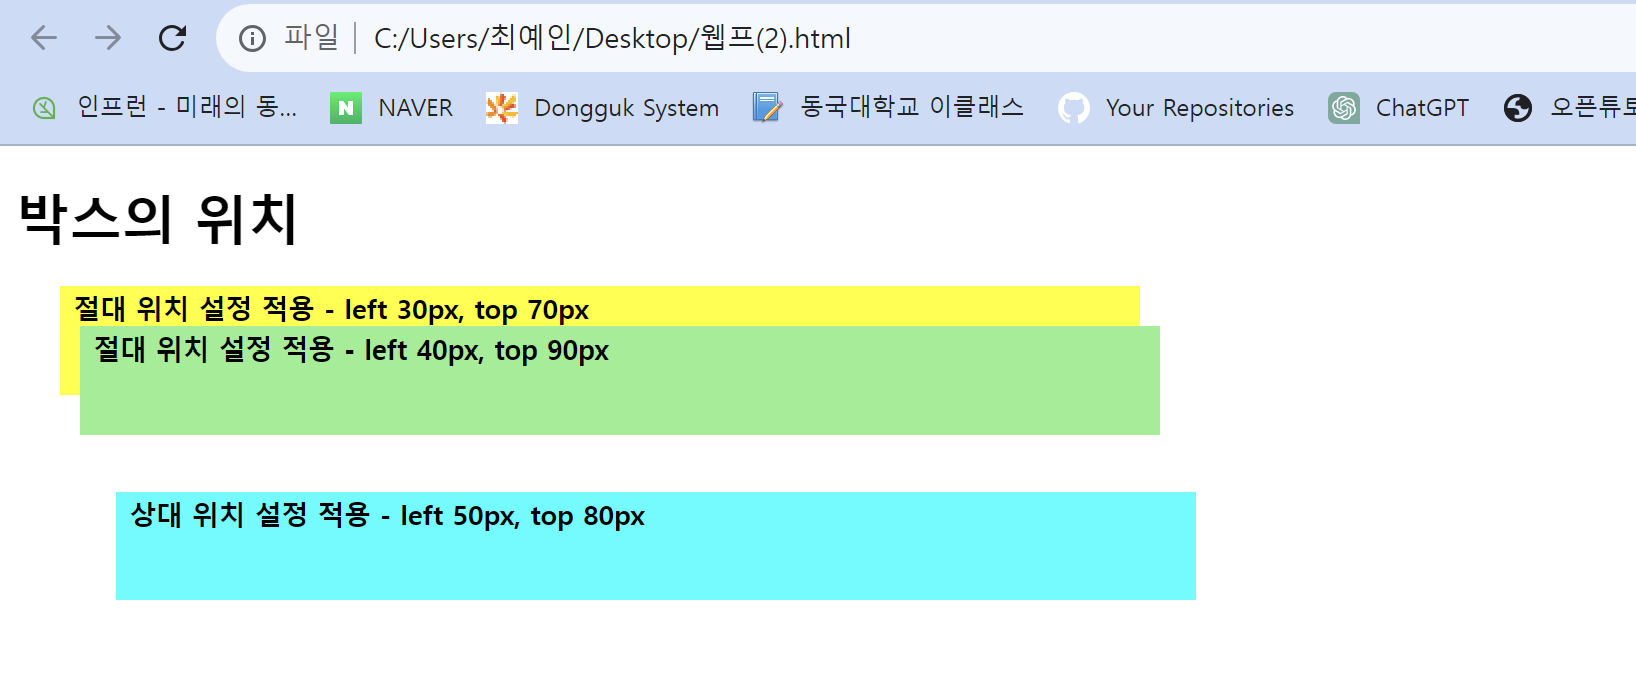 파일 C:/Users/최예인/Desktop/웹프(2).html
인프런 - 미래의 동... N NAVER Dongguk System 동국대학교 이클래스 Your Repositories ChatGPT 오픈튜토
박스의 위치
절대 위치 설정 적용 - left 30px, top 70px
절대 위치 설정 적용 - left 40px, top 90px
상대 위치 설정 적용 - left 50px, top 80px